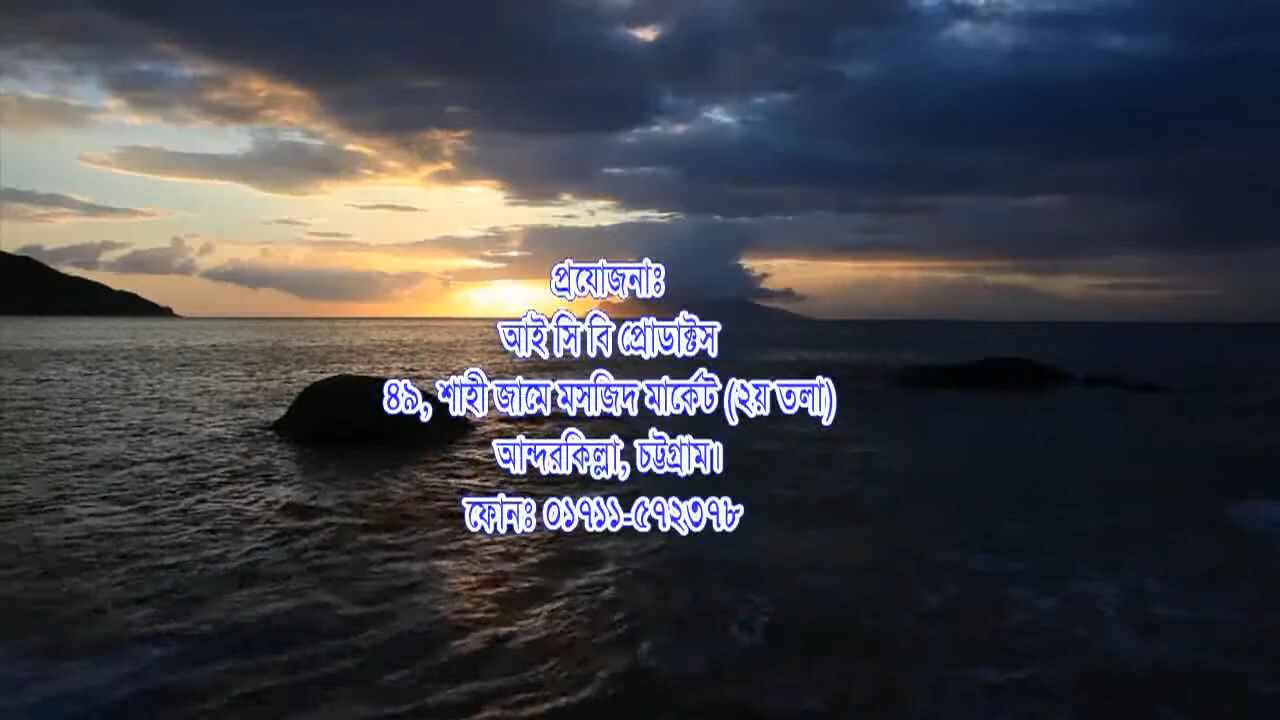 প্রযোজনাঃ
আই সি বি প্রোডাক্টস
৪৯, শাহী জামে মসজিদ মার্কেট (২য় তলা)
আন্দরকিল্লা, চট্টগ্রাম।
ফোনঃ ০১৭১১-৫৭২৩৭৮